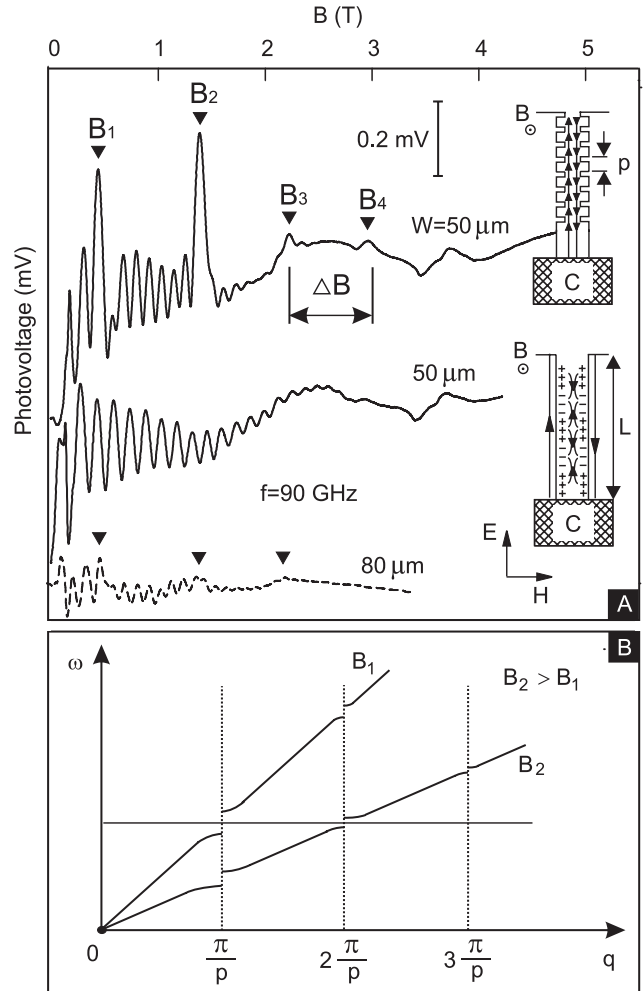 B (T)
0 1 2 3 4 5
B1
B2
0.2 mV
B
p
B3
B4
W=50 μm
ΔB
C
Photovoltage (mV)
B
50 μm
L
f=90 GHz
C
80 μm
E
H
A
B
ω
B1
B2 > B1
B2
0
π/p
2 π/p
3 π/p
q